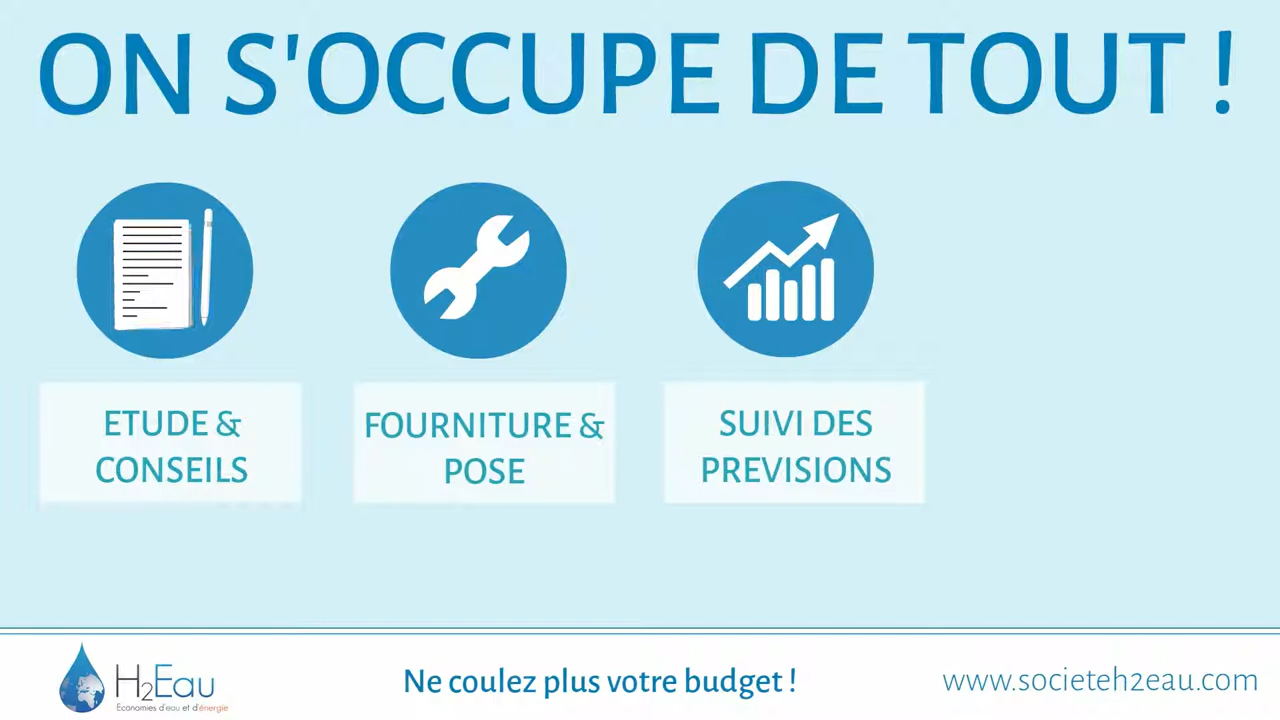 ON S'OCCUPE DE TOUT !
ETUDE &
CONSEILS
FOURNITURE &
POSE
SUIVI DES
PREVISIONS
H2Eau
Economies d'eau et d'énergie
Ne coulez plus votre budget !
www.societeh2eau.com